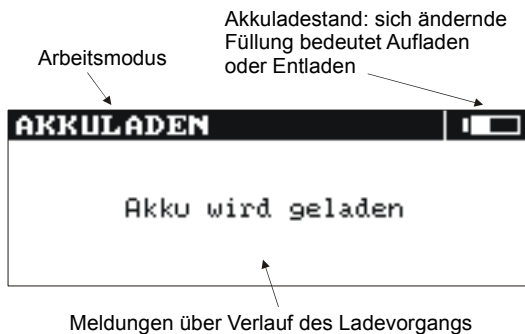 Akkuladestand: sich ändernde
Füllung bedeutet Aufladen
oder Entladen
Arbeitsmodus
AKKULADEN
Akku wird geladen
Meldungen über Verlauf des Ladevorgangs